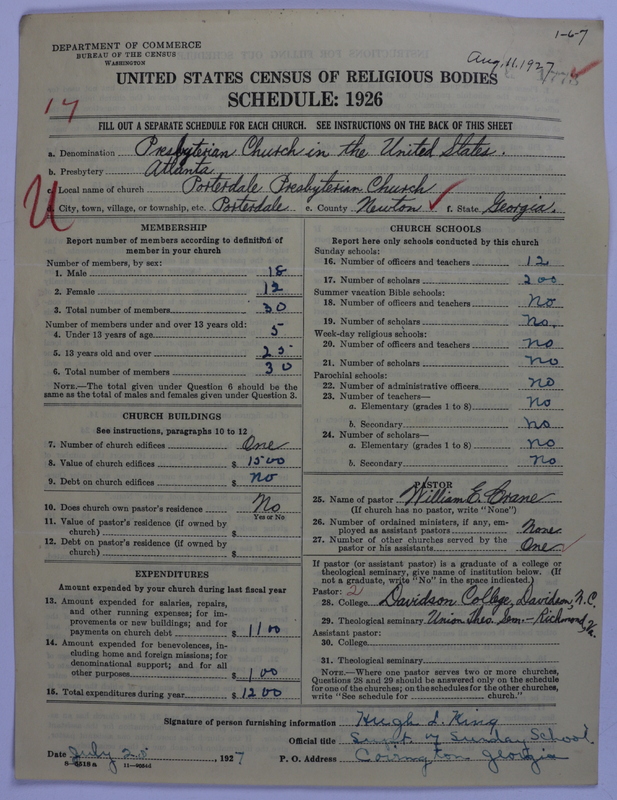 1-6-7
DEPARTMENT OF COMMERCE
BUREAU OF THE CENSUS
WASHINGTON
Aug. 11. 1927
UNITED STATES CENSUS OF RELIGIOUS BODIES
SCHEDULE: 1926
17
FILL OUT A SEPARATE SCHEDULE FOR EACH CHURCH. SEE INSTRUCTIONS ON THE BACK OF THIS SHEET
a. Denomination Presbyterian Church in the United States.
b. Presbytery Atlanta
c. Local name of church Porterdale Presbyterian Church
U
d. City, town, village, or township, etc. Porterdale e. County Newton f. State Georgia.
MEMBERSHIP
Report number of members according to definition of
member in your church
Number of members, by sex:
1. Male 18
2. Female 12
3. Total number of members 30
Number of members under and over 13 years old:
4. Under 13 years of age 5
5. 13 years old and over 25
6. Total number of members 30
NOTE.—The total given under Question 6 should be
same as the total of males and females given under Question 3.
CHURCH BUILDINGS
See instructions, paragraphs 10 to 12
7. Number of church edifices One
8. Value of church edifices $ 1500
9. Debt on church edifices $ No
10. Does church own pastor's residence No
Yes or No
11. Value of pastor's residence (if owned by
church) $
12. Debt on pastor's residence (if owned by
church) $
EXPENDITURES
Amount expended by your church during last fiscal year
13. Amount expended for salaries, repairs,
and other running expenses; for im-
provements or new buildings; and for
payments on church debt $ 1100
14. Amount expended for benevolences, in-
cluding home and foreign missions; for
denominational support; and for all
other purposes $ 100
15. Total expenditures during year $ 1200
CHURCH SCHOOLS
Report here only schools conducted by this church
Sunday schools:
16. Number of officers and teachers 12
17. Number of scholars 200
Summer vacation Bible schools:
18. Number of officers and teachers No
19. Number of scholars No.
Week-day religious schools:
20. Number of officers and teachers No
21. Number of scholars No
Parochial schools:
22. Number of administrative officers No
23. Number of teachers—
a. Elementary (grades 1 to 8) No
b. Secondary No
24. Number of scholars—
a. Elementary (grades 1 to 8) No
b. Secondary No
PASTOR
25. Name of pastor William E. Crane
(If church has no pastor, write "None")
26. Number of ordained ministers, if any, em-
ployed as assistant pastors None
27. Number of other churches served by the
pastor or his assistants One
If pastor (or assistant pastor) is a graduate of a college or
theological seminary, give name of institution below. (If
not a graduate, write "No" in the space indicated.)
Pastor: 2
28. College Davidson College, Davidson, N.C.
29. Theological seminary Union Theo. Sem. - Richmond, Va.
Assistant pastor:
30. College
31. Theological seminary
NOTE.—Where one pastor serves two or more churches,
Questions 28 and 29 should be answered only on the schedule
for one of the churches; on the schedules for the other churches,
write "See schedule for church."
Signature of person furnishing information Hugh L. King
Official title Supt. of Sunday School
Date July 25, 1927 P. O. Address Covington Georgia